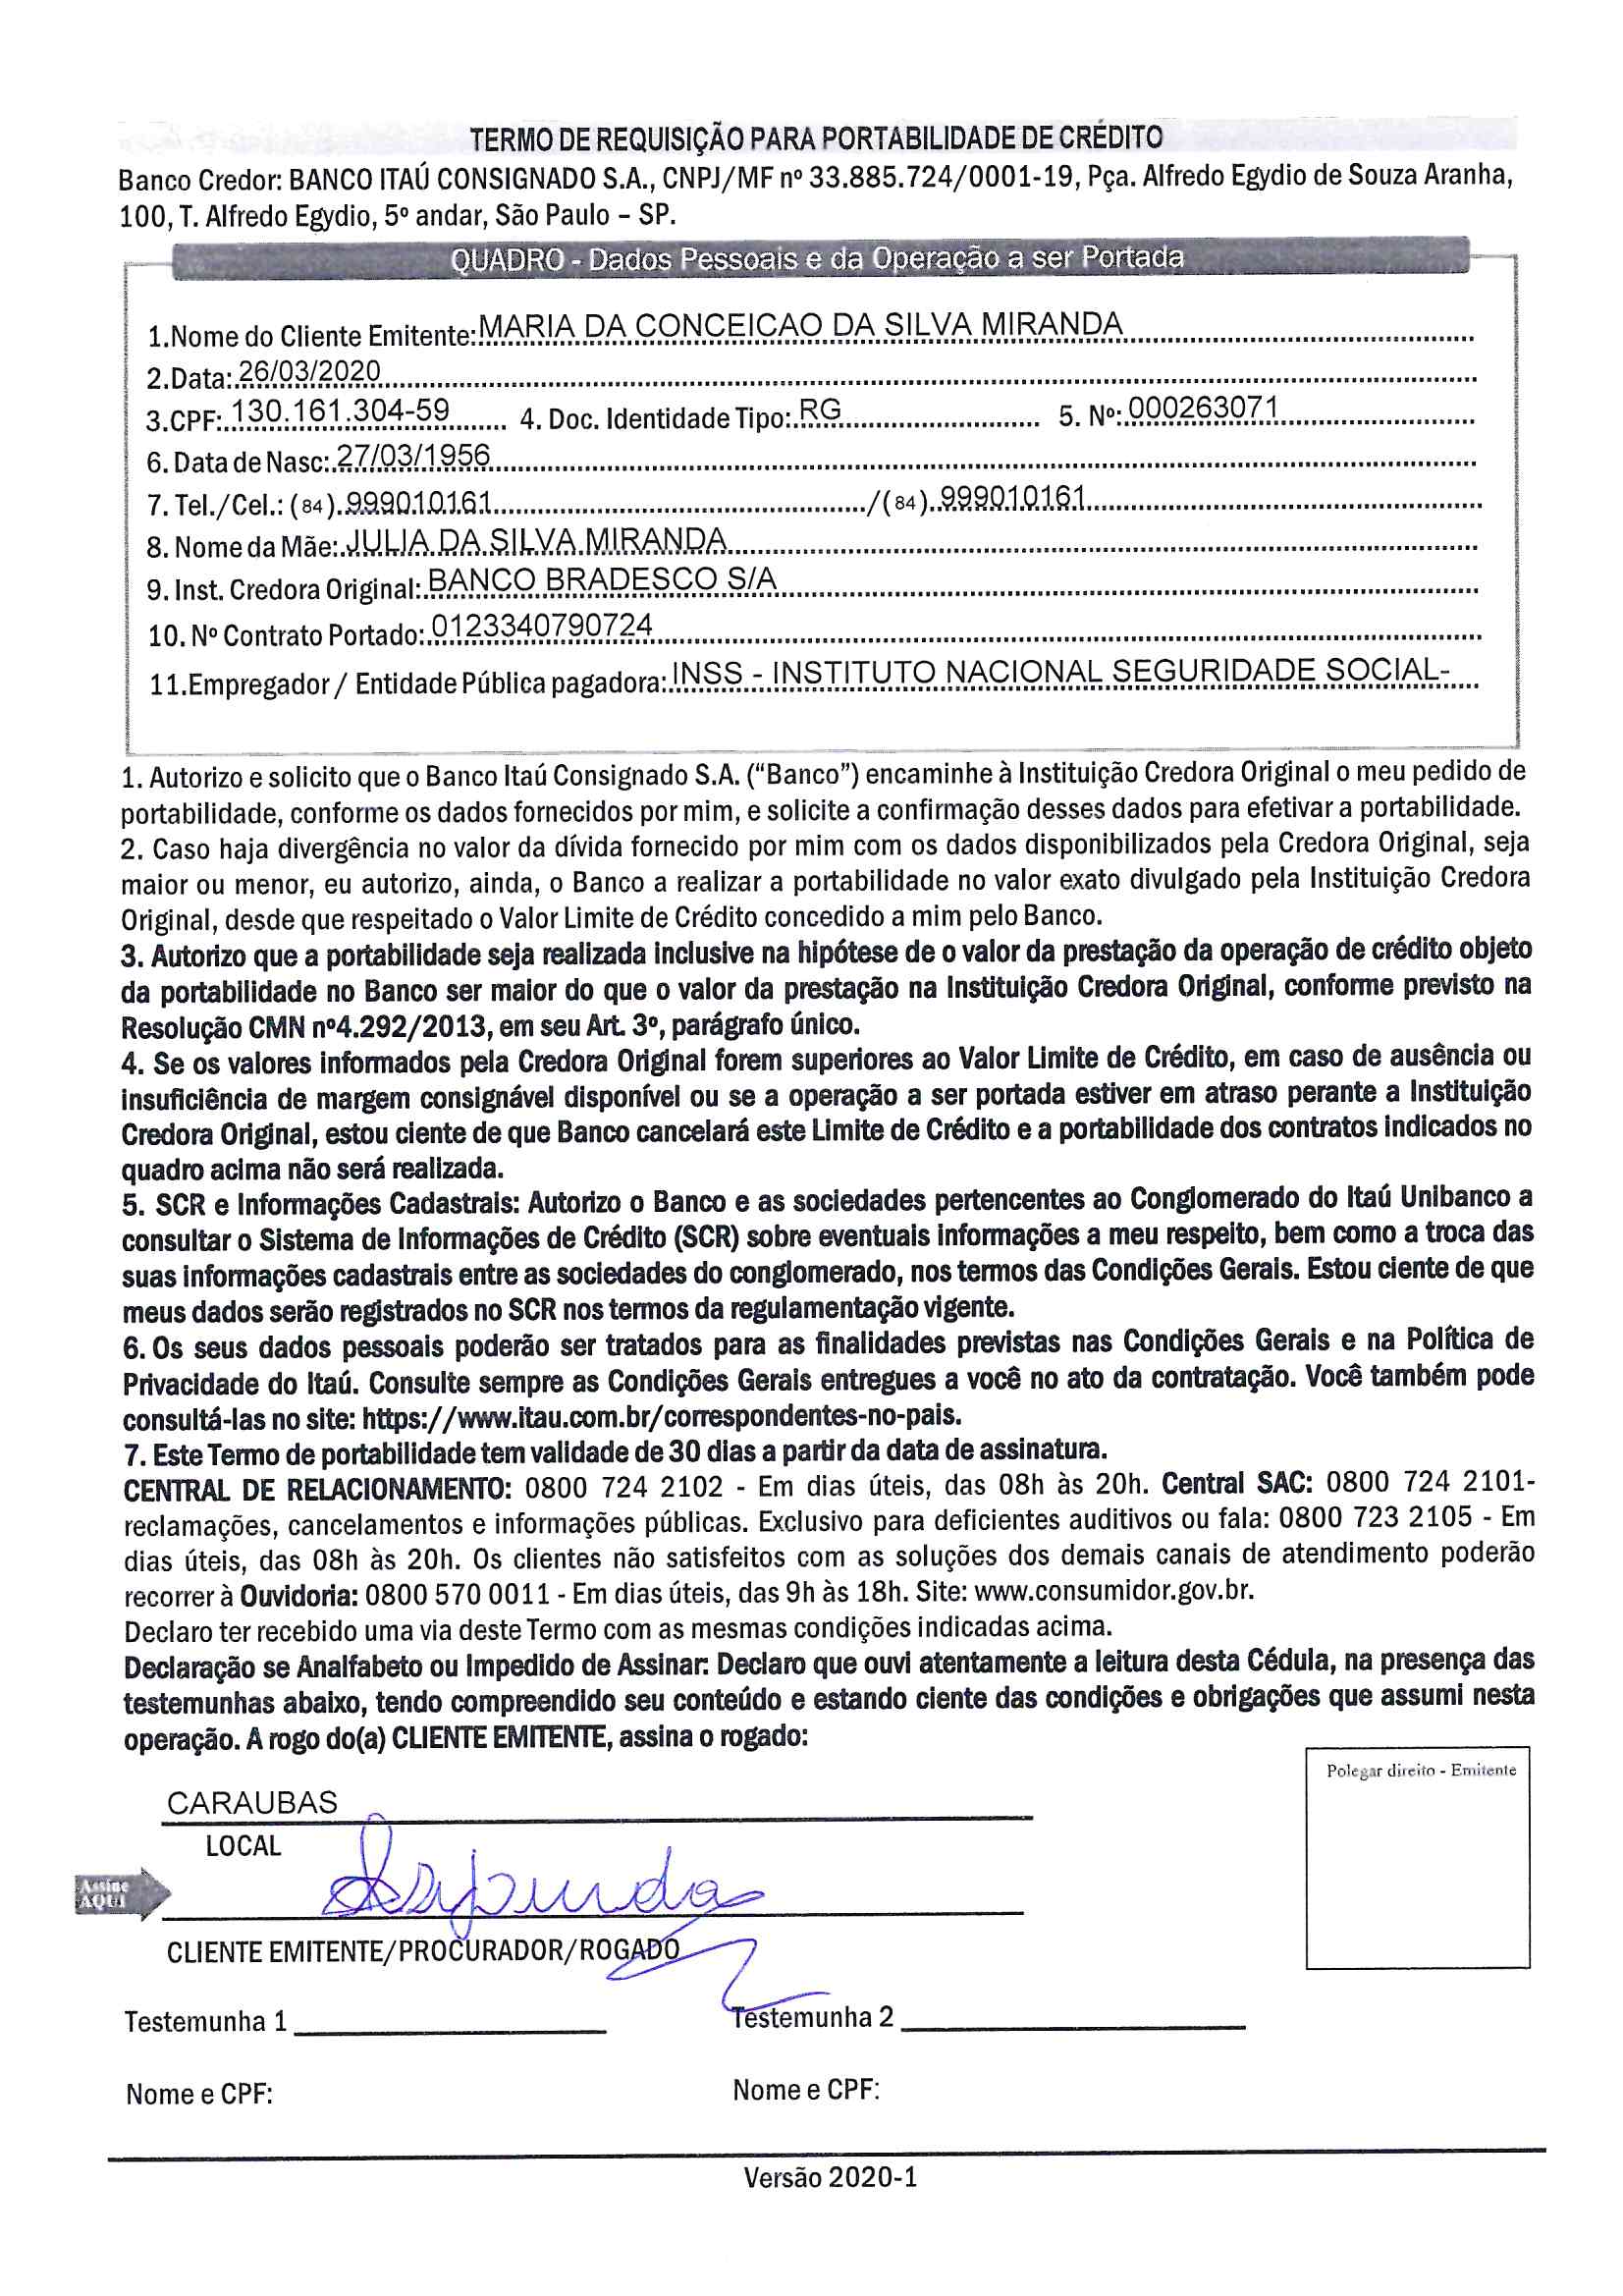 TERMO DE REQUISIÇÃO PARA PORTABILIDADE DE CRÉDITO
Banco Credor: BANCO ITAÚ CONSIGNADO S.A., CNPJ/MF nº 33.885.724/0001-19, Pça. Alfredo Egydio de Souza Aranha,
100, T. Alfredo Egydio, 5º andar, São Paulo – SP.
QUADRO - Dados Pessoais e da Operação a ser Portada
1.Nome do Cliente Emitente: MARIA DA CONCEICAO DA SILVA MIRANDA
2.Data: 26/03/2020
3.CPF: 130.161.304-59 4. Doc. Identidade Tipo: RG 5. Nº: 000263071
6. Data de Nasc: 27/03/1956
7. Tel./Cel.: (84) 999010161 /(84) 999010161
8. Nome da Mãe: JULIA DA SILVA MIRANDA
9. Inst. Credora Original: BANCO BRADESCO S/A
10. Nº Contrato Portado: 0123340790724
11.Empregador / Entidade Pública pagadora: INSS - INSTITUTO NACIONAL SEGURIDADE SOCIAL-
1. Autorizo e solicito que o Banco Itaú Consignado S.A. (“Banco”) encaminhe à Instituição Credora Original o meu pedido de
portabilidade, conforme os dados fornecidos por mim, e solicite a confirmação desses dados para efetivar a portabilidade.
2. Caso haja divergência no valor da dívida fornecido por mim com os dados disponibilizados pela Credora Original, seja
maior ou menor, eu autorizo, ainda, o Banco a realizar a portabilidade no valor exato divulgado pela Instituição Credora
Original, desde que respeitado o Valor Limite de Crédito concedido a mim pelo Banco.
3. Autorizo que a portabilidade seja realizada inclusive na hipótese de o valor da prestação da operação de crédito objeto
da portabilidade no Banco ser maior do que o valor da prestação na Instituição Credora Original, conforme previsto na
Resolução CMN nº4.292/2013, em seu Art. 3º, parágrafo único.
4. Se os valores informados pela Credora Original forem superiores ao Valor Limite de Crédito, em caso de ausência ou
insuficiência de margem consignável disponível ou se a operação a ser portada estiver em atraso perante a Instituição
Credora Original, estou ciente de que Banco cancelará este Limite de Crédito e a portabilidade dos contratos indicados no
quadro acima não será realizada.
5. SCR e Informações Cadastrais: Autorizo o Banco e as sociedades pertencentes ao Conglomerado do Itaú Unibanco a
consultar o Sistema de Informações de Crédito (SCR) sobre eventuais informações a meu respeito, bem como a troca das
suas informações cadastrais entre as sociedades do conglomerado, nos termos das Condições Gerais. Estou ciente de que
meus dados serão registrados no SCR nos termos da regulamentação vigente.
6. Os seus dados pessoais poderão ser tratados para as finalidades previstas nas Condições Gerais e na Política de
Privacidade do Itaú. Consulte sempre as Condições Gerais entregues a você no ato da contratação. Você também pode
consultá-las no site: https://www.itau.com.br/correspondentes-no-pais.
7. Este Termo de portabilidade tem validade de 30 dias a partir da data de assinatura.
CENTRAL DE RELACIONAMENTO: 0800 724 2102 - Em dias úteis, das 08h às 20h. Central SAC: 0800 724 2101-
reclamações, cancelamentos e informações públicas. Exclusivo para deficientes auditivos ou fala: 0800 723 2105 - Em
dias úteis, das 08h às 20h. Os clientes não satisfeitos com as soluções dos demais canais de atendimento poderão
recorrer à Ouvidoria: 0800 570 0011 - Em dias úteis, das 9h às 18h. Site: www.consumidor.gov.br.
Declaro ter recebido uma via deste Termo com as mesmas condições indicadas acima.
Declaração se Analfabeto ou Impedido de Assinar: Declaro que ouvi atentamente a leitura desta Cédula, na presença das
testemunhas abaixo, tendo compreendido seu conteúdo e estando ciente das condições e obrigações que assumi nesta
operação. A rogo do(a) CLIENTE EMITENTE, assina o rogado:
Polegar direito - Emitente
CARAUBAS
LOCAL
Assine
AQUI
CLIENTE EMITENTE/PROCURADOR/ROGADO
Testemunha 1 Testemunha 2
Nome e CPF: Nome e CPF:
Versão 2020-1